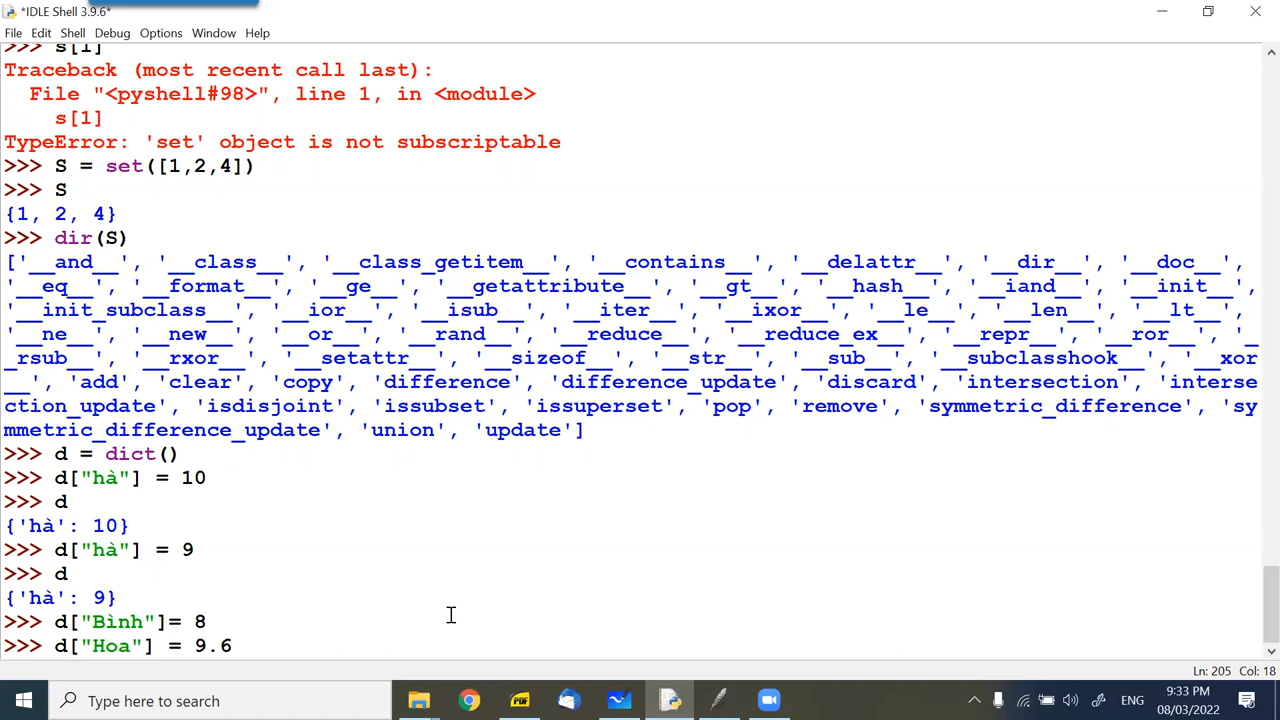 *IDLE Shell 3.9.6*
File Edit Shell Debug Options Window Help
>>> s[1]
Traceback (most recent call last):
  File "<pyshell#98>", line 1, in <module>
    s[1]
TypeError: 'set' object is not subscriptable
>>> S = set([1,2,4])
>>> S
{1, 2, 4}
>>> dir(S)
['__and__', '__class__', '__class_getitem__', '__contains__', '__delattr__', '__dir__', '__doc__',
'__eq__', '__format__', '__ge__', '__getattribute__', '__gt__', '__hash__', '__iand__', '__init__',
'__init_subclass__', '__ior__', '__isub__', '__iter__', '__ixor__', '__le__', '__len__', '__lt__',
'__ne__', '__new__', '__or__', '__rand__', '__reduce__', '__reduce_ex__', '__repr__', '__ror__', '_
_rsub__', '__rxor__', '__setattr__', '__sizeof__', '__str__', '__sub__', '__subclasshook__', '__xor
__', 'add', 'clear', 'copy', 'difference', 'difference_update', 'discard', 'intersection', 'interse
ction_update', 'isdisjoint', 'issubset', 'issuperset', 'pop', 'remove', 'symmetric_difference', 'sy
mmetric_difference_update', 'union', 'update']
>>> d = dict()
>>> d["hà"] = 10
>>> d
{'hà': 10}
>>> d["hà"] = 9
>>> d
{'hà': 9}
>>> d["Bình"]= 8
>>> d["Hoa"] = 9.6
Ln: 205 Col: 18
Type here to search
PDF
ENG
9:33 PM
08/03/2022